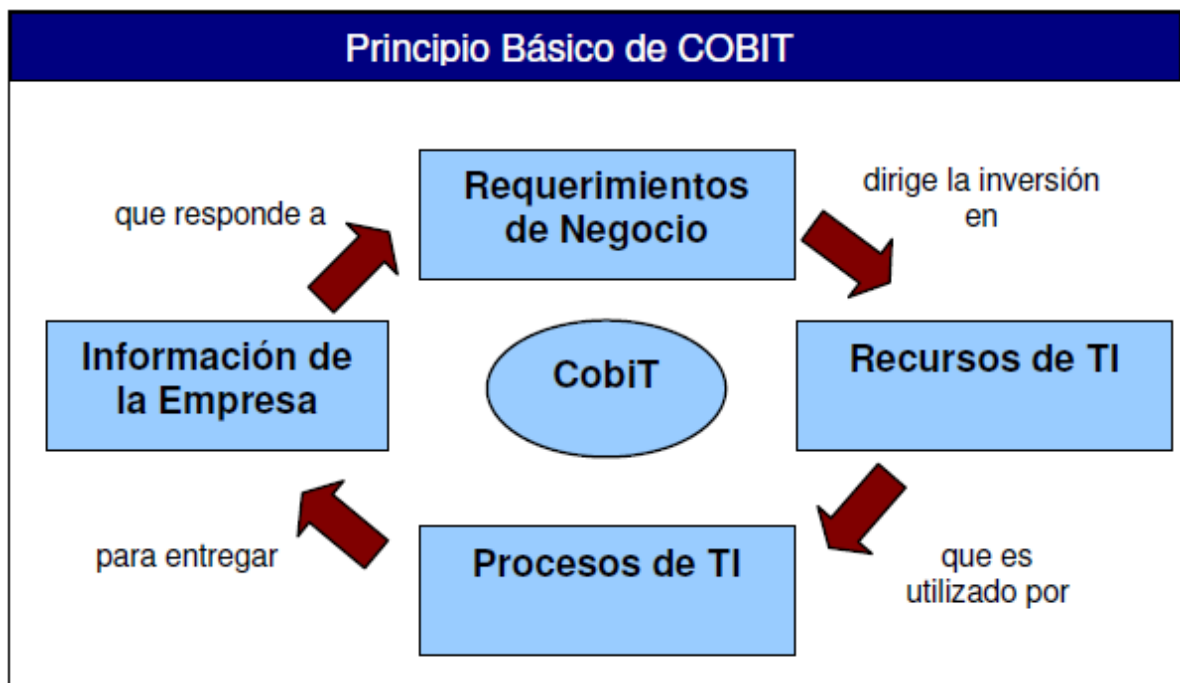 Principio Básico de COBIT
Requerimientos
de Negocio
dirige la inversión
en
que responde a
Información de
la Empresa
CobiT
Recursos de TI
para entregar
Procesos de TI
que es
utilizado por